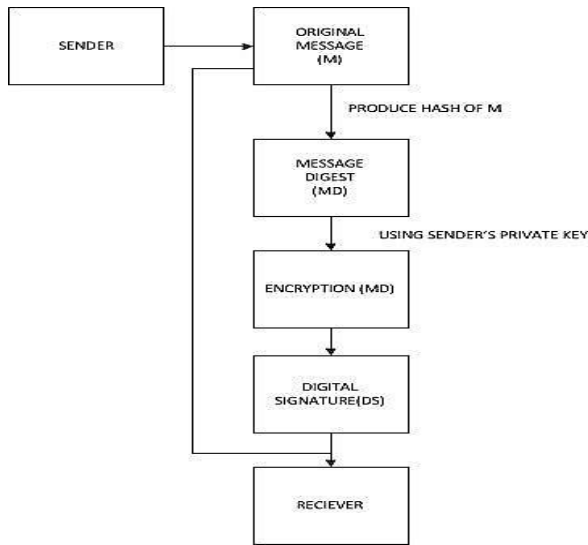 SENDER
ORIGINAL
MESSAGE
(M)
PRODUCE HASH OF M
MESSAGE
DIGEST
(MD)
USING SENDER'S PRIVATE KEY
ENCRYPTION (MD)
DIGITAL
SIGNATURE(DS)
RECIEVER